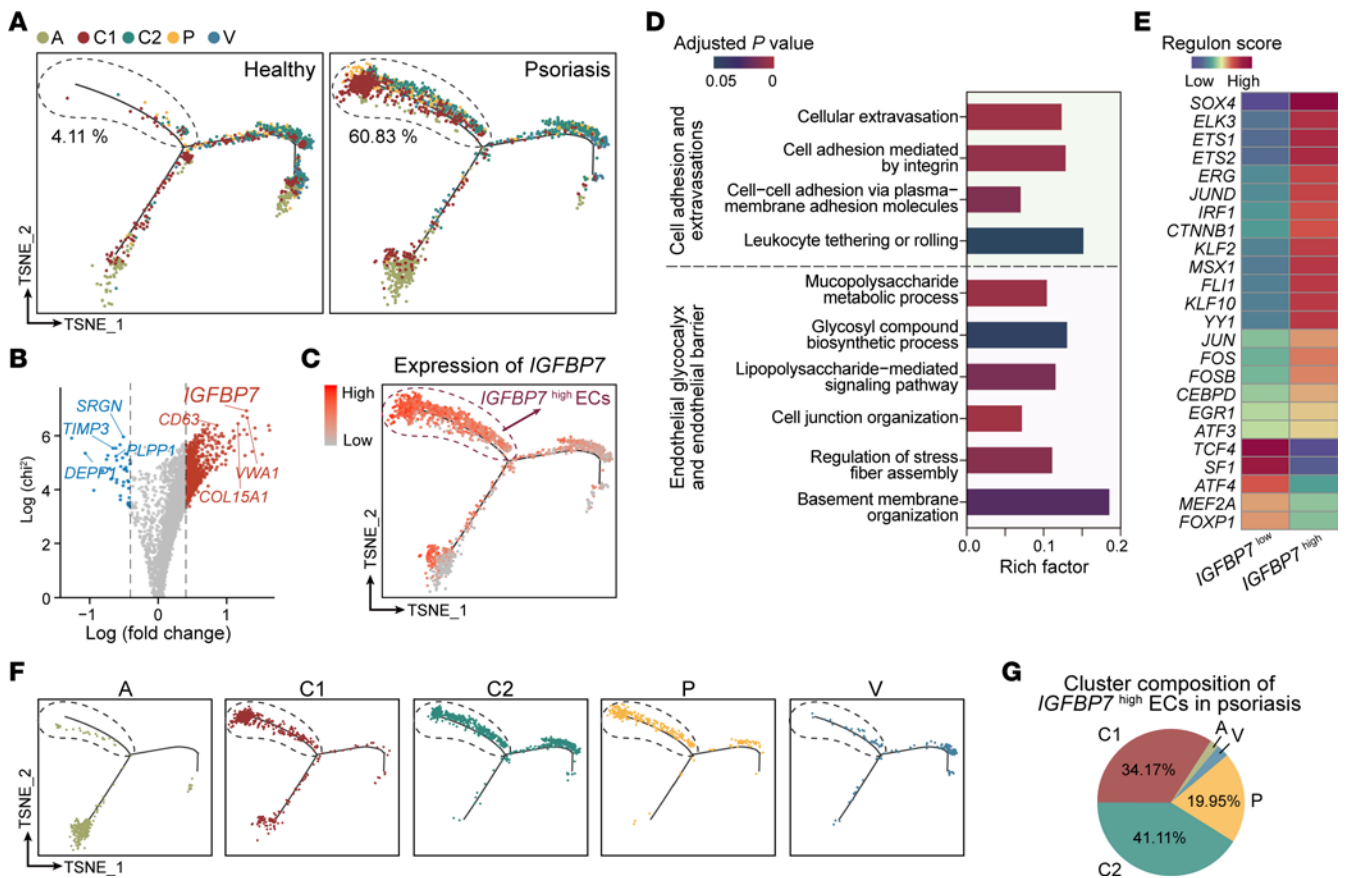 A
A C1 C2 P V
Healthy
Psoriasis
4.11 %
60.83 %
TSNE_2
TSNE_1
B
SRGN
TIMP3
PLPP1
DEPP1
IGFBP7
CD63
VWA1
COL15A1
Log (chi²)
6
4
2
0
−1 0 1
Log (fold change)
C
Expression of IGFBP7
High
Low
IGFBP7 high ECs
TSNE_2
TSNE_1
D
Adjusted P value
0.05 0
Cell adhesion and
extravasations
Cellular extravasation
Cell adhesion mediated
by integrin
Cell−cell adhesion via plasma−
membrane adhesion molecules
Leukocyte tethering or rolling
Endothelial glycocalyx
and endothelial barrier
Mucopolysaccharide
metabolic process
Glycosyl compound
biosynthetic process
Lipopolysaccharide−mediated
signaling pathway
Cell junction organization
Regulation of stress
fiber assembly
Basement membrane
organization
0.0 0.1 0.2
Rich factor
E
Regulon score
Low High
SOX4
ELK3
ETS1
ETS2
ERG
JUND
IRF1
CTNNB1
KLF2
MSX1
FLI1
KLF10
YY1
JUN
FOS
FOSB
CEBPD
EGR1
ATF3
TCF4
SF1
ATF4
MEF2A
FOXP1
IGFBP7 low
IGFBP7 high
F
A
C1
C2
P
V
TSNE_2
TSNE_1
G
Cluster composition of
IGFBP7 high ECs in psoriasis
C1
A
V
34.17%
19.95%
P
41.11%
C2